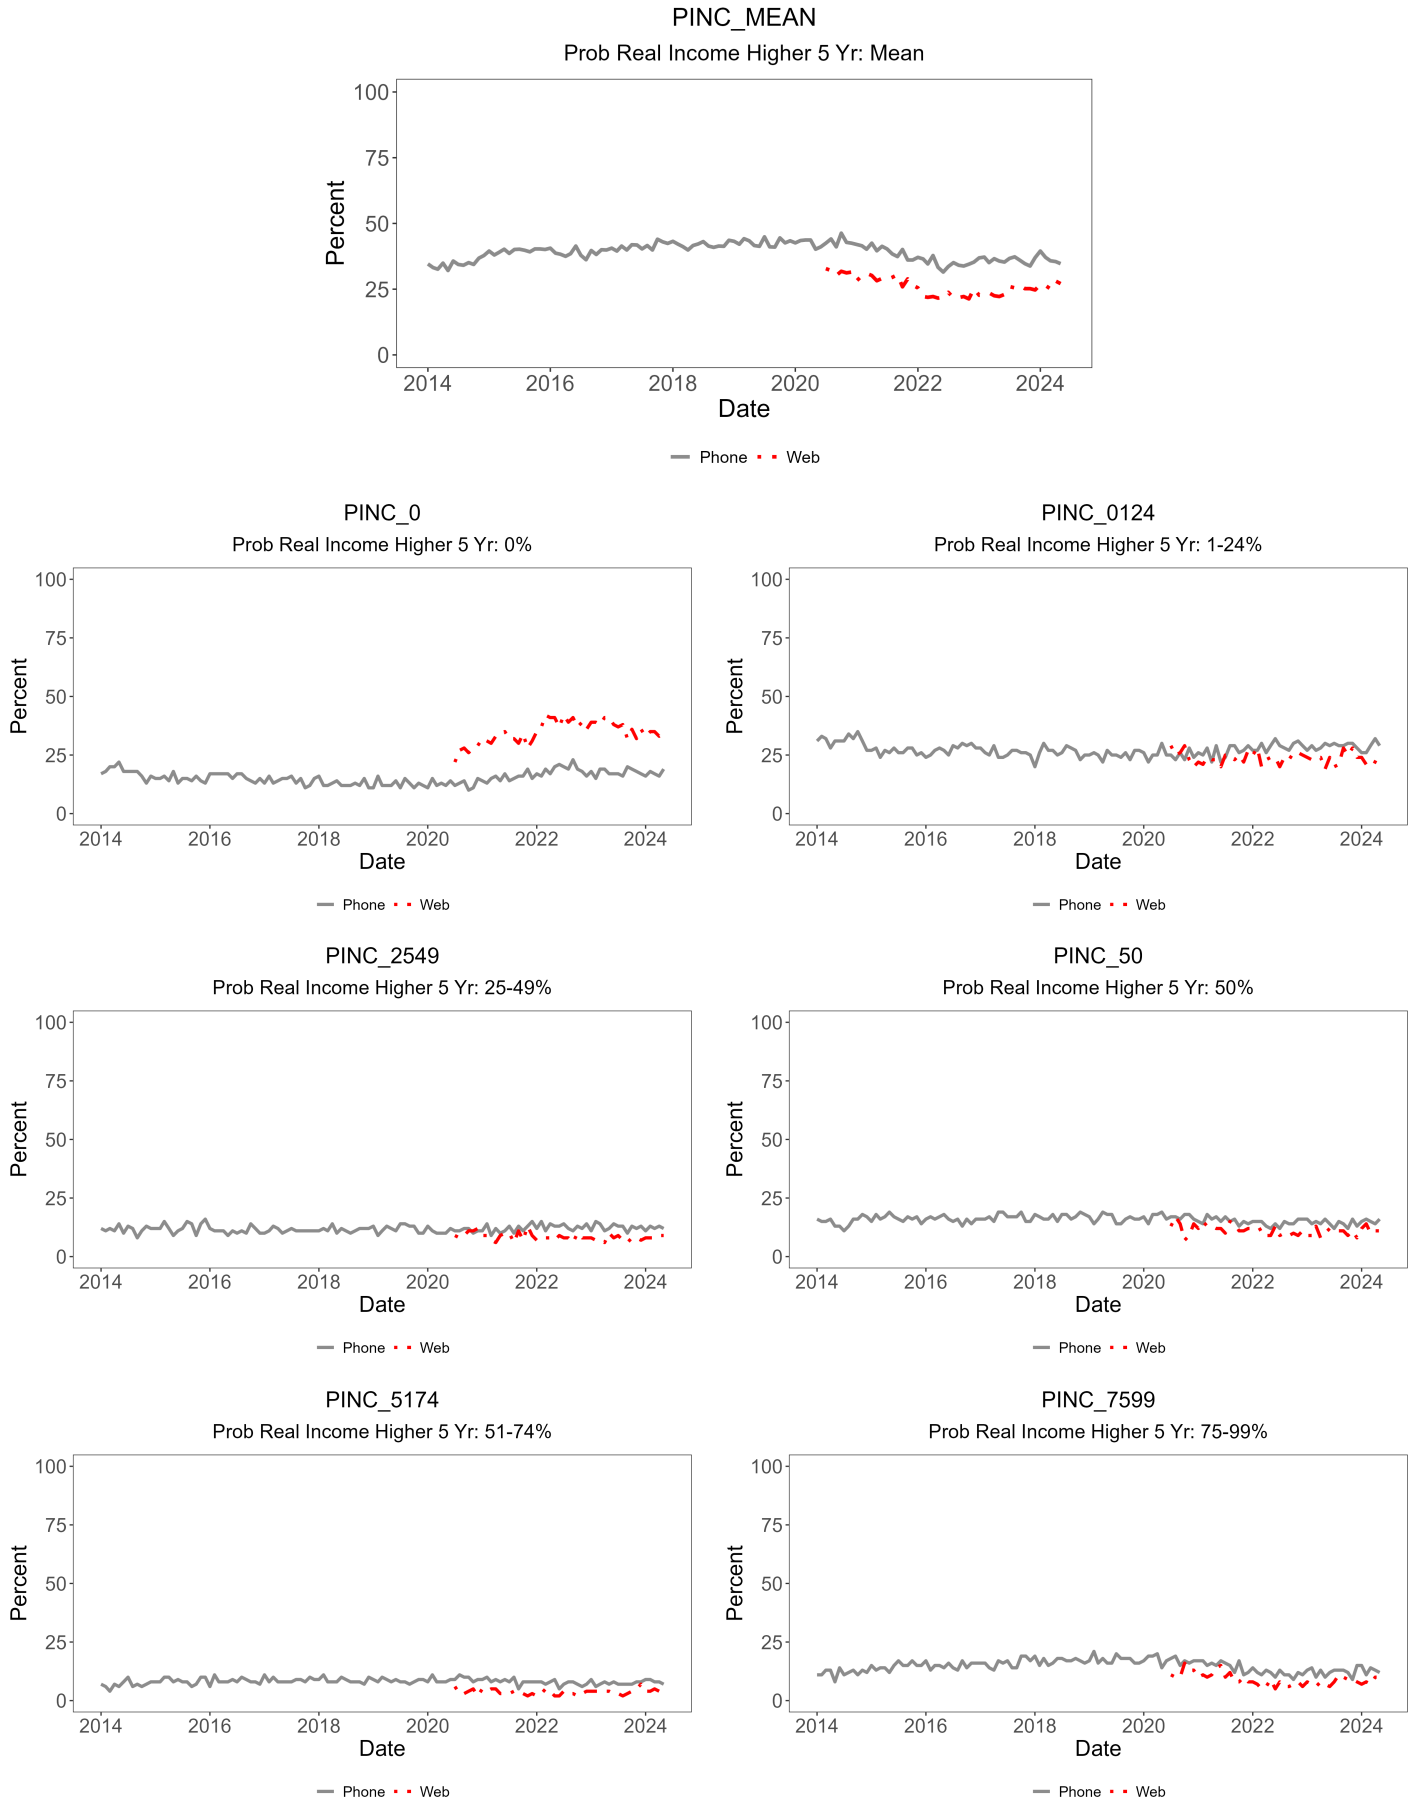 PINC_MEAN
Prob Real Income Higher 5 Yr: Mean
100
75
50
25
0
Percent
2014 2016 2018 2020 2022 2024
Date
Phone Web
PINC_0
Prob Real Income Higher 5 Yr: 0%
100
75
50
25
0
Percent
2014 2016 2018 2020 2022 2024
Date
Phone Web
PINC_0124
Prob Real Income Higher 5 Yr: 1-24%
100
75
50
25
0
Percent
2014 2016 2018 2020 2022 2024
Date
Phone Web
PINC_2549
Prob Real Income Higher 5 Yr: 25-49%
100
75
50
25
0
Percent
2014 2016 2018 2020 2022 2024
Date
Phone Web
PINC_50
Prob Real Income Higher 5 Yr: 50%
100
75
50
25
0
Percent
2014 2016 2018 2020 2022 2024
Date
Phone Web
PINC_5174
Prob Real Income Higher 5 Yr: 51-74%
100
75
50
25
0
Percent
2014 2016 2018 2020 2022 2024
Date
Phone Web
PINC_7599
Prob Real Income Higher 5 Yr: 75-99%
100
75
50
25
0
Percent
2014 2016 2018 2020 2022 2024
Date
Phone Web